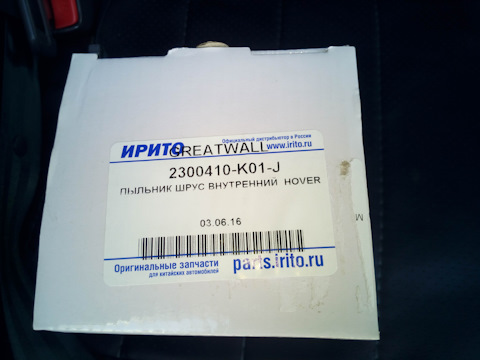 Официальный дистрибьютор в России
ИРИТО www.irito.ru
GREATWALL
2300410-K01-J
ПЫЛЬНИК ШРУС ВНУТРЕННИЙ HOVER
03.06.16
Оригинальные запчасти
для китайских автомобилей
parts.irito.ru
M